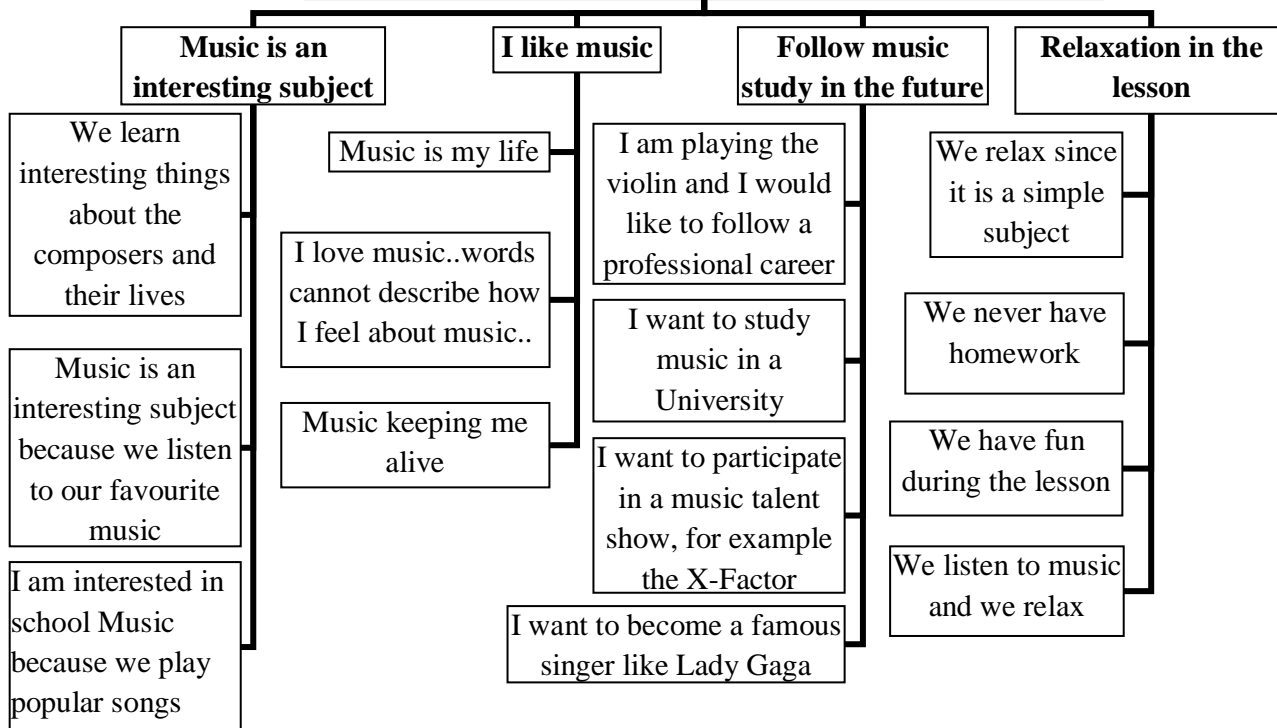 Music is an
interesting subject
We learn
interesting things
about the
composers and
their lives
Music is an
interesting subject
because we listen
to our favourite
music
I am interested in
school Music
because we play
popular songs
I like music
Music is my life
I love music..words
cannot describe how
I feel about music..
Music keeping me
alive
Follow music
study in the future
I am playing the
violin and I would
like to follow a
professional career
I want to study
music in a
University
I want to participate
in a music talent
show, for example
the X-Factor
I want to become a famous
singer like Lady Gaga
Relaxation in the
lesson
We relax since
it is a simple
subject
We never have
homework
We have fun
during the lesson
We listen to music
and we relax